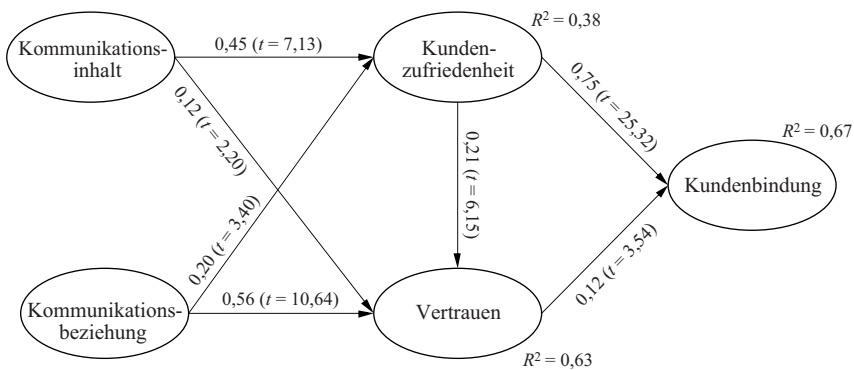 R² = 0,38
Kommunikations-
inhalt
0,45 (t = 7,13)
Kunden-
zufriedenheit
0,12 (t = 2,20)
0,75 (t = 25,32)
R² = 0,67
0,21 (t = 6,15)
Kundenbindung
0,20 (t = 3,40)
0,12 (t = 3,54)
Kommunikations-
beziehung
0,56 (t = 10,64)
Vertrauen
R² = 0,63